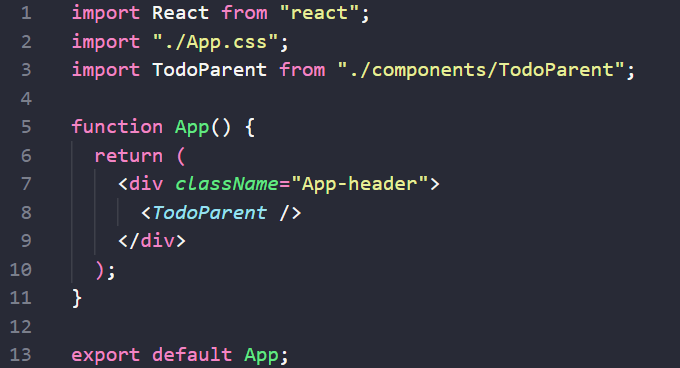 1 import React from "react";
2 import "./App.css";
3 import TodoParent from "./components/TodoParent";
4
5 function App() {
6   return (
7     <div className="App-header">
8       <TodoParent />
9     </div>
10   );
11 }
12
13 export default App;